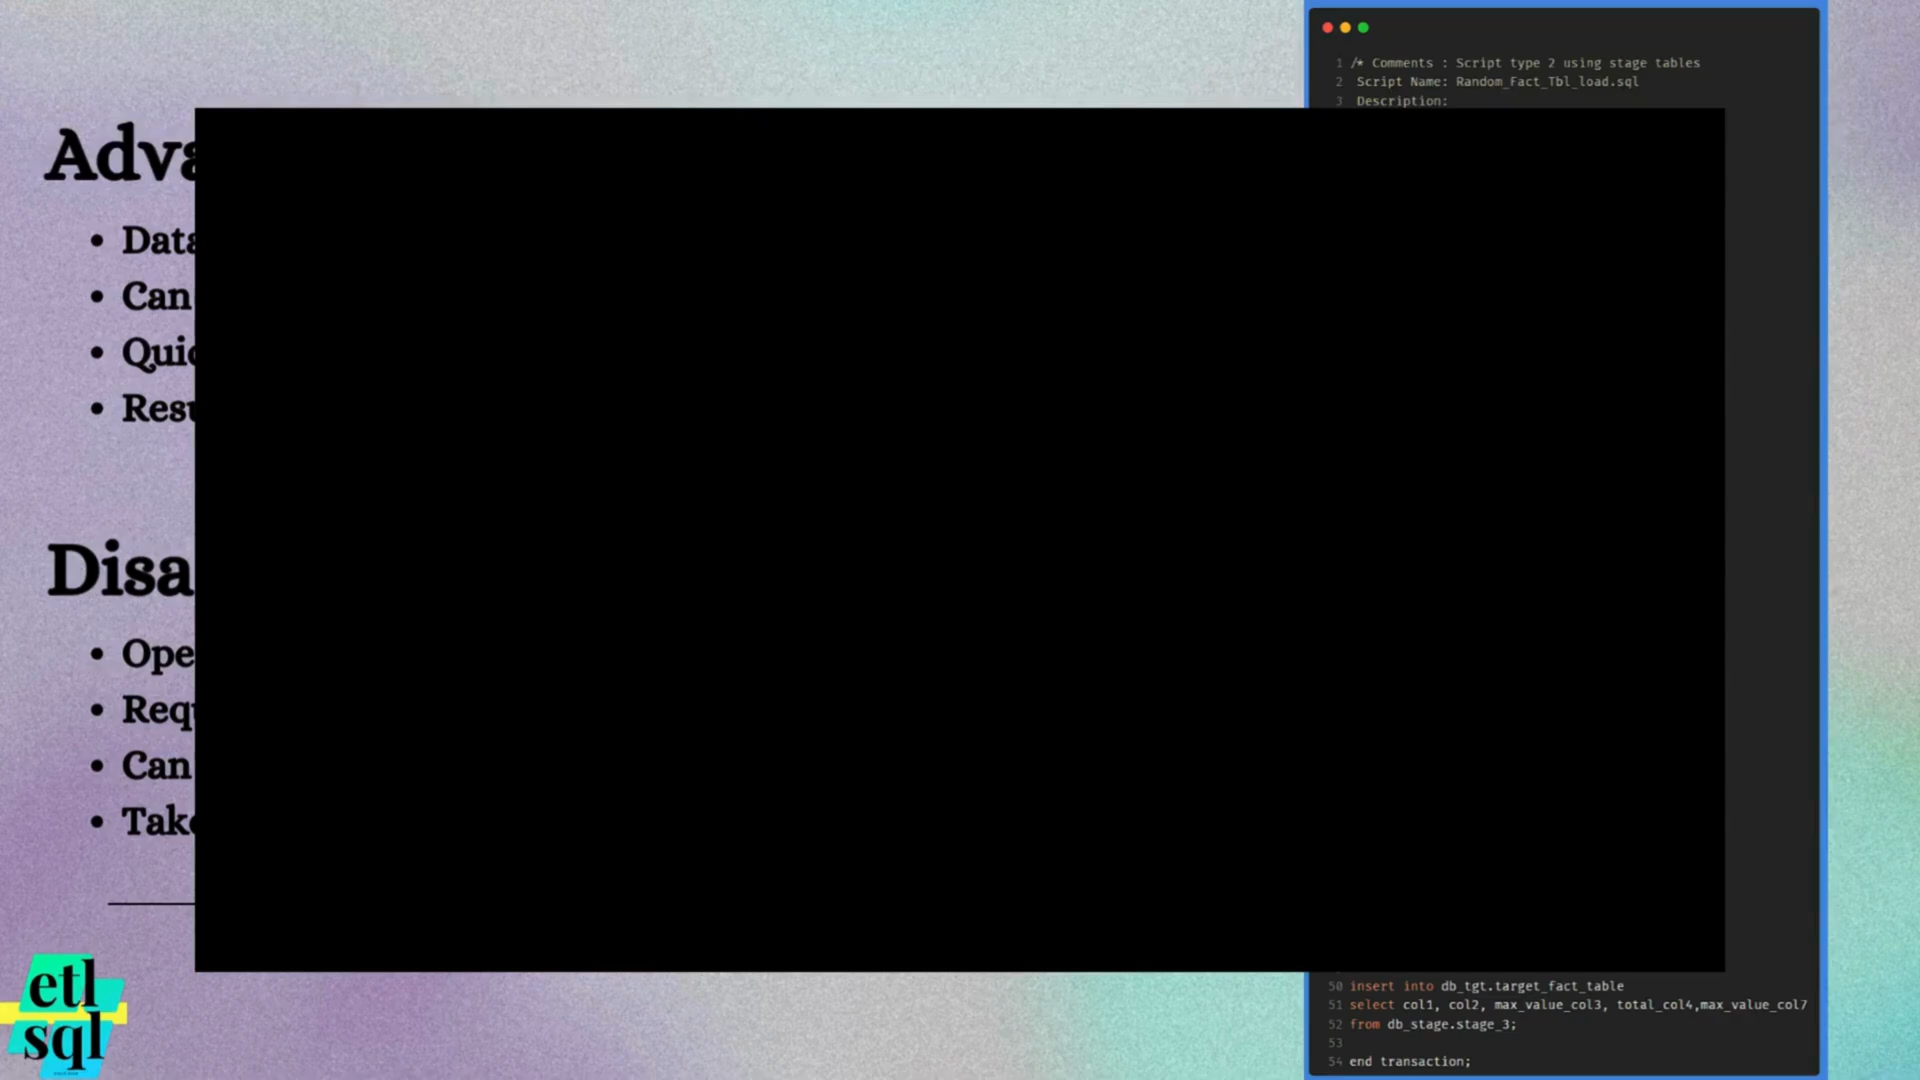 Adva
Data
Can
Quic
Resu
Disa
Ope
Requ
Can
Take
etl
sql
1 /* Comments : Script type 2 using stage tables
2 Script Name: Random_Fact_Tbl_load.sql
3 Description:
50 insert into db_tgt.target_fact_table
51 select col1, col2, max_value_col3, total_col4,max_value_col7
52 from db_stage.stage_3;
53
54 end transaction;